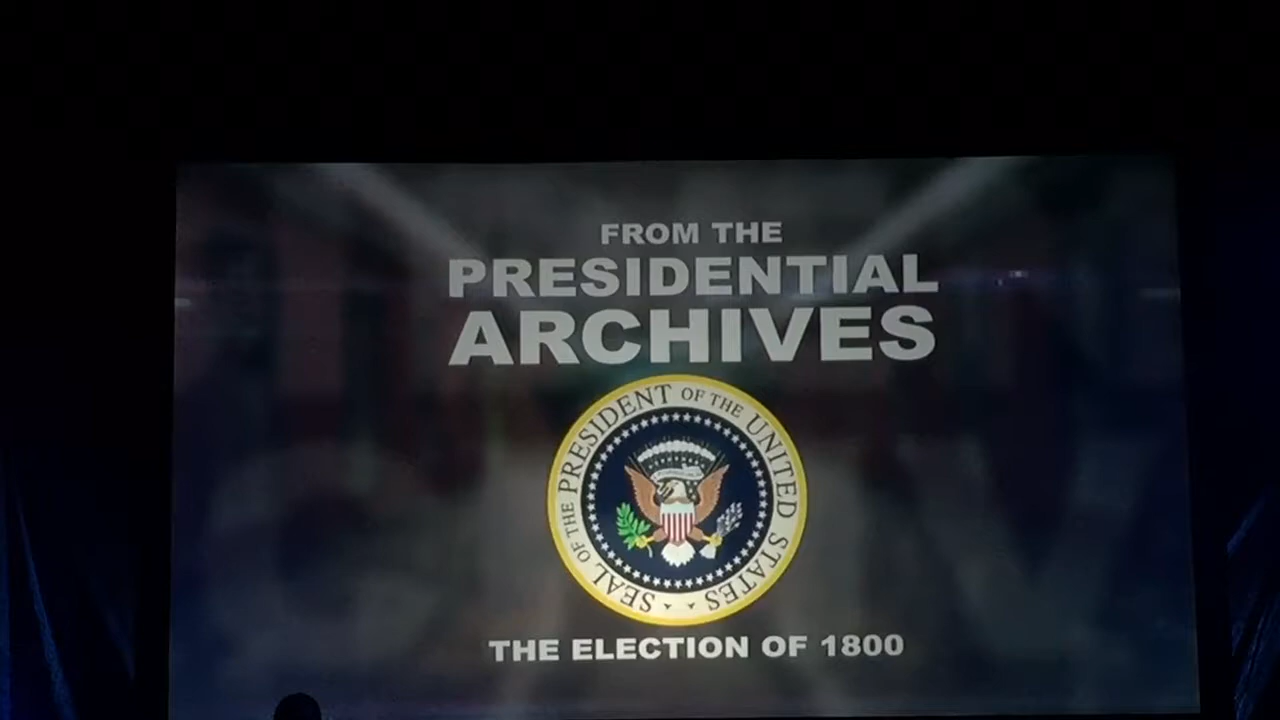 FROM THE
PRESIDENTIAL
ARCHIVES
SEAL OF THE PRESIDENT OF THE UNITED STATES
THE ELECTION OF 1800